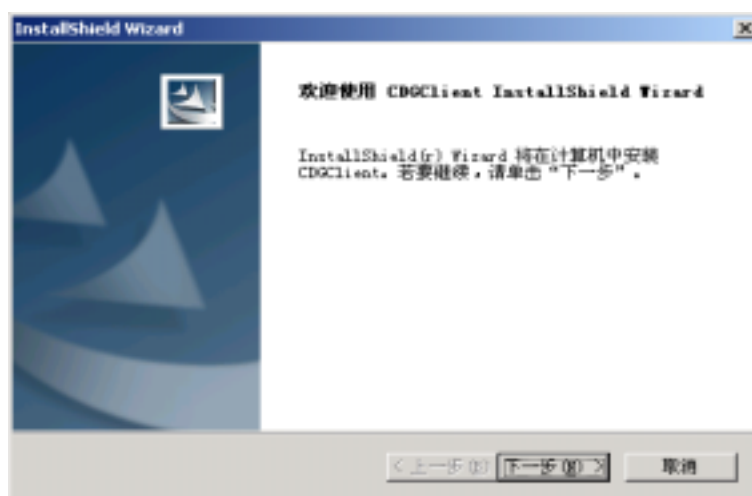 InstallShield Wizard
欢迎使用 CDGClient InstallShield Wizard
InstallShield(r) Wizard 将在计算机中安装
CDGClient。若要继续，请单击“下一步”。
< 上一步(B) 下一步(N) > 取消